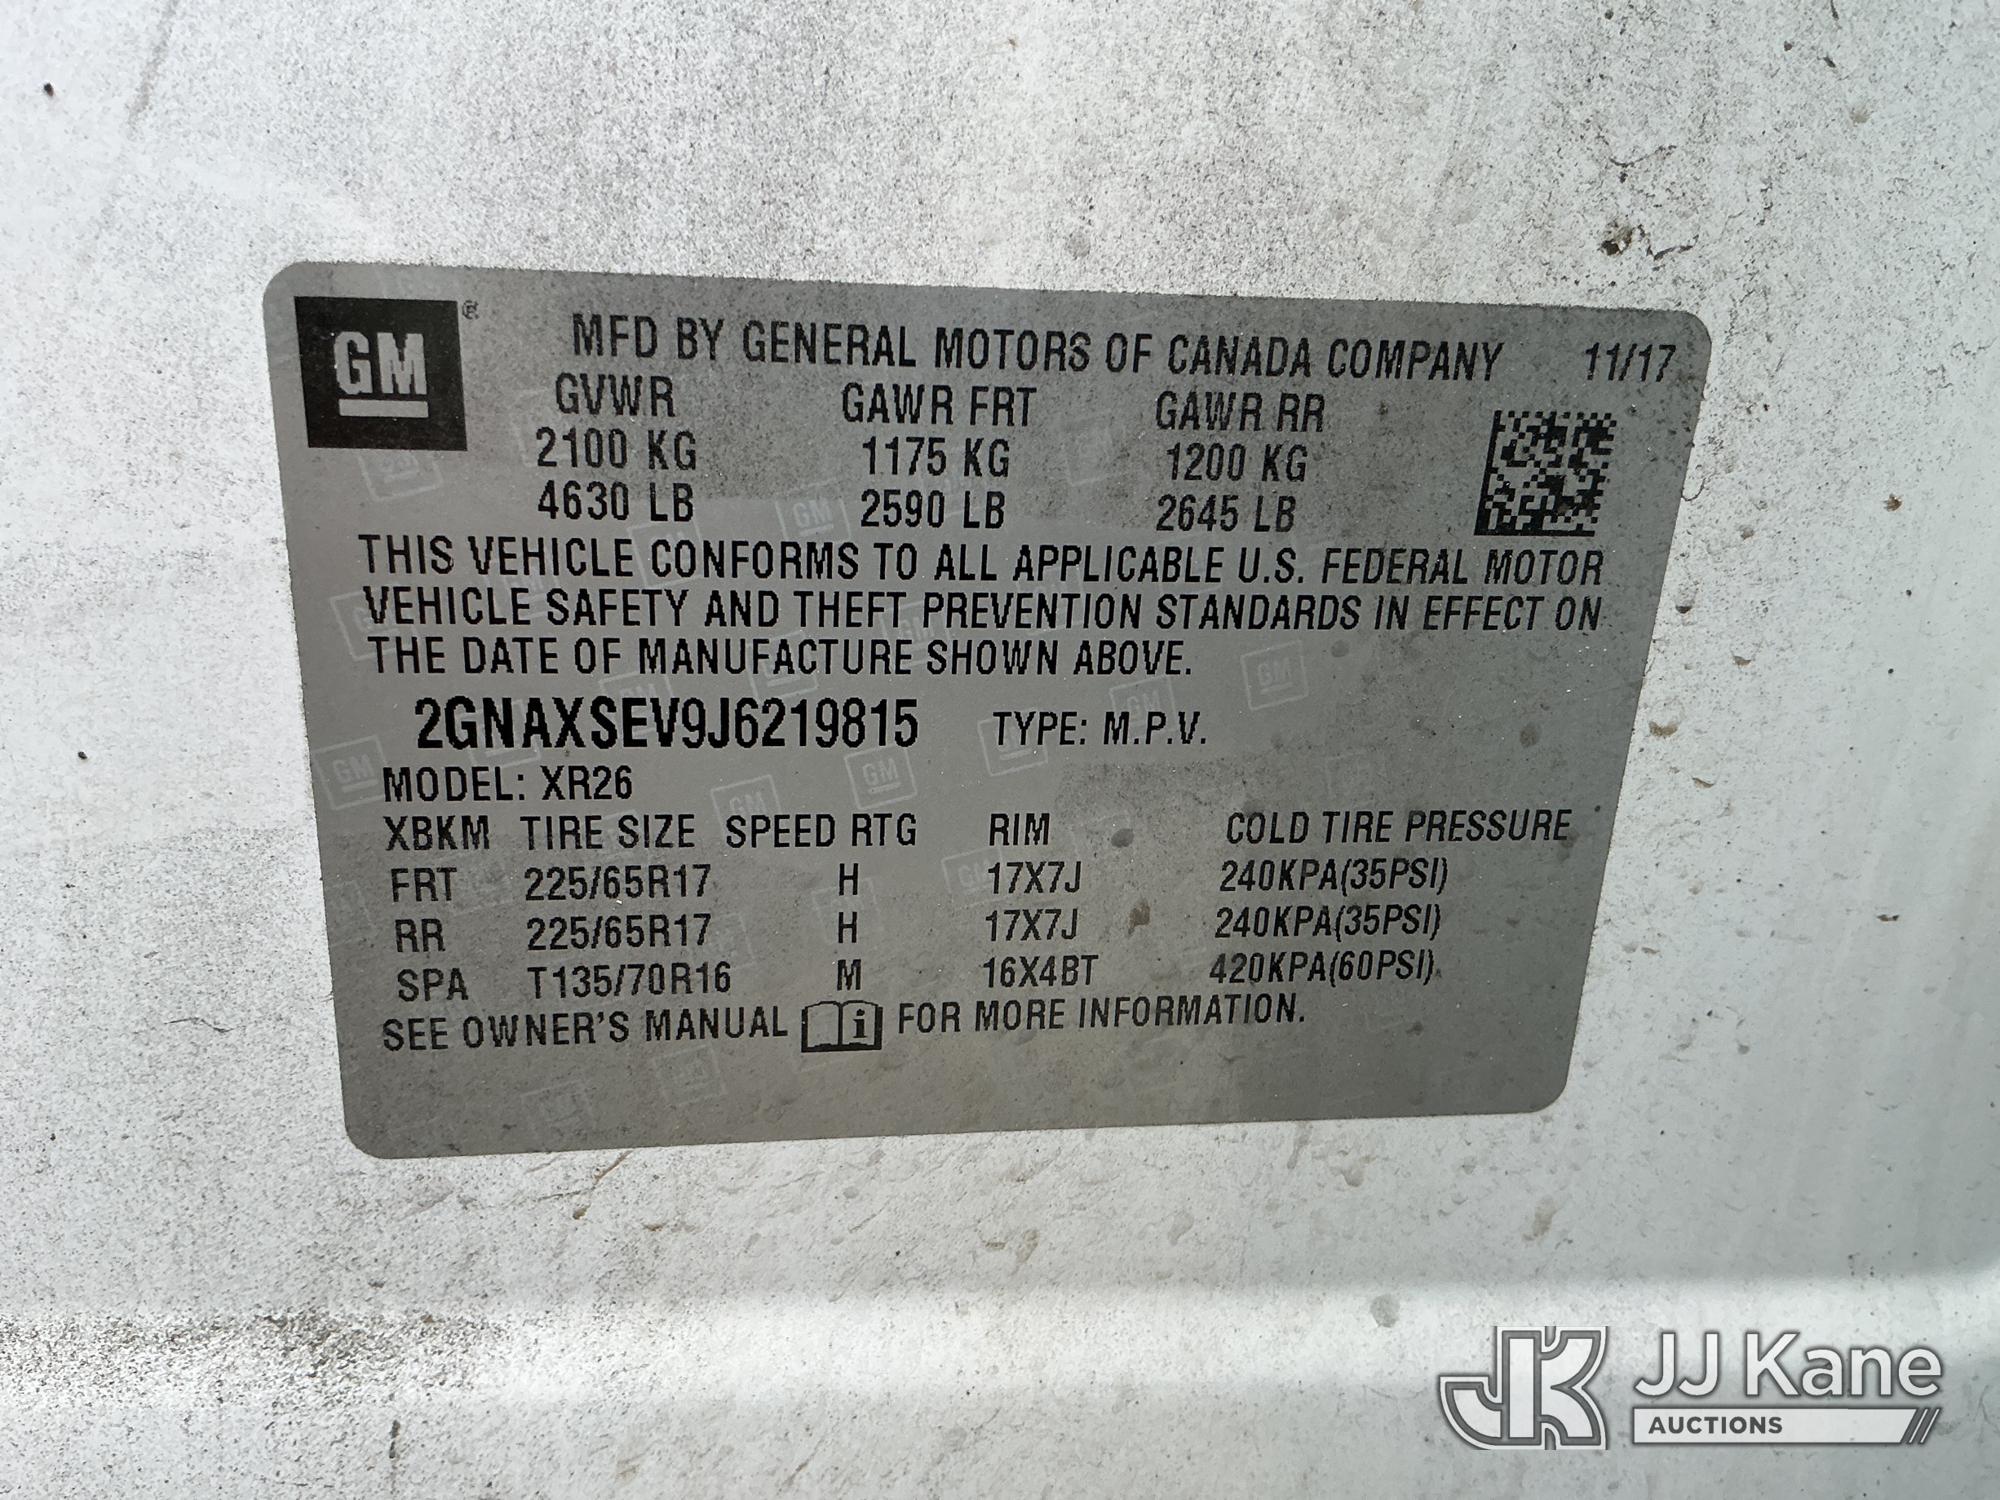 GM ®
MFD BY GENERAL MOTORS OF CANADA COMPANY 11/17
GVWR GAWR FRT GAWR RR
2100 KG 1175 KG 1200 KG
4630 LB 2590 LB 2645 LB
THIS VEHICLE CONFORMS TO ALL APPLICABLE U.S. FEDERAL MOTOR
VEHICLE SAFETY AND THEFT PREVENTION STANDARDS IN EFFECT ON
THE DATE OF MANUFACTURE SHOWN ABOVE.
2GNAXSEV9J6219815 TYPE: M.P.V.
MODEL: XR26
XBKM TIRE SIZE SPEED RTG RIM COLD TIRE PRESSURE
FRT 225/65R17 H 17X7J 240KPA(35PSI)
RR 225/65R17 H 17X7J 240KPA(35PSI)
SPA T135/70R16 M 16X4BT 420KPA(60PSI)
SEE OWNER'S MANUAL i FOR MORE INFORMATION.
JK JJ Kane
AUCTIONS